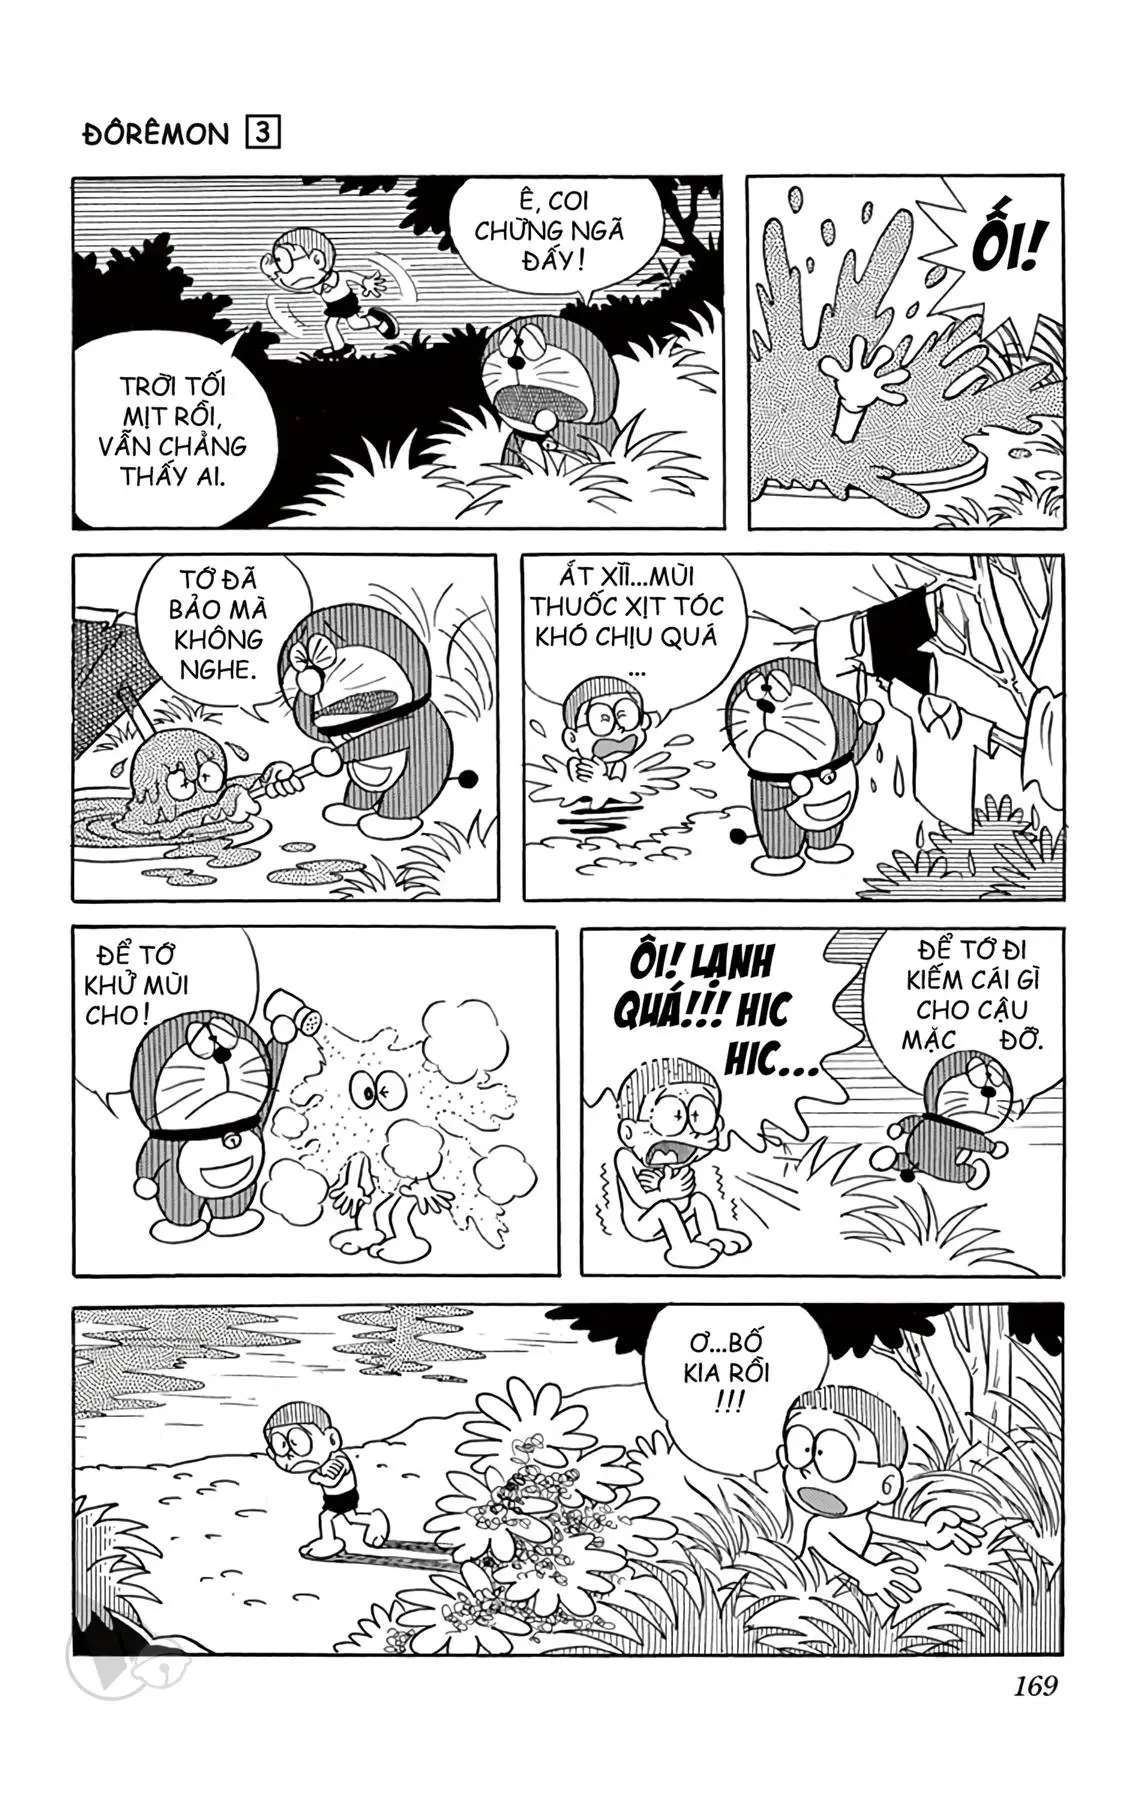 ĐÔRÊMON 3
Ê, COI
CHỪNG NGÃ
ĐẤY!
TRỜI TỐI
MỊT RỒI,
VẪN CHẲNG
THẤY AI.
ỐI!
TỚ ĐÃ
BẢO MÀ
KHÔNG
NGHE.
ẮT XÌ...MÙI
THUỐC XỊT TÓC
KHÓ CHỊU QUÁ
...
ĐỂ TỚ
KHỬ MÙI
CHO!
ÔI! LẠNH
QUÁ!!! HIC
HIC...
ĐỂ TỚ ĐI
KIẾM CÁI GÌ
CHO CẬU
MẶC ĐỠ.
Ơ...BỐ
KIA RỒI
!!!
169